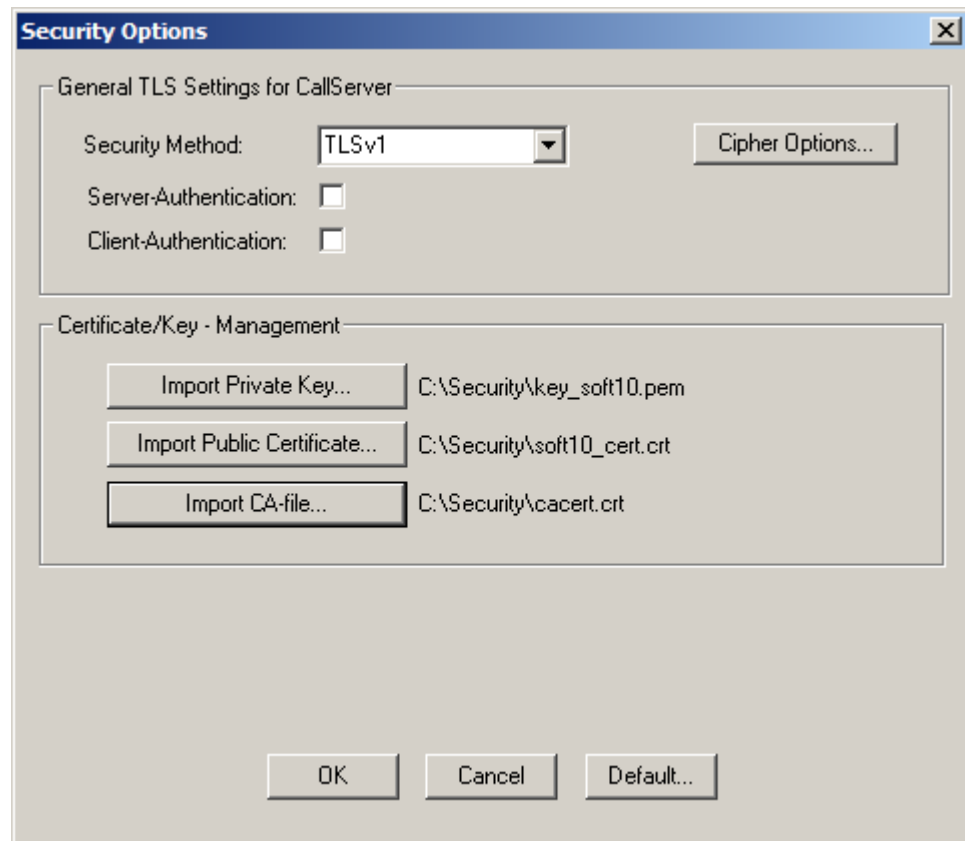 Security Options
General TLS Settings for CallServer
Security Method: TLSv1 Cipher Options...
Server-Authentication:
Client-Authentication:
Certificate/Key - Management
Import Private Key... C:\Security\key_soft10.pem
Import Public Certificate... C:\Security\soft10_cert.crt
Import CA-file... C:\Security\cacert.crt
OK Cancel Default...